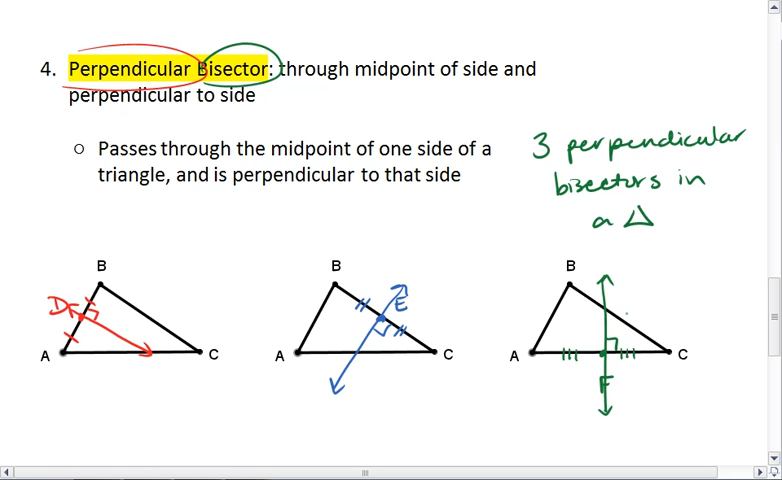 4. Perpendicular Bisector: through midpoint of side and
perpendicular to side
o Passes through the midpoint of one side of a
triangle, and is perpendicular to that side
3 perpendicular
bisectors in
a △
B
D
A
C
B
E
A
C
B
A
C
F